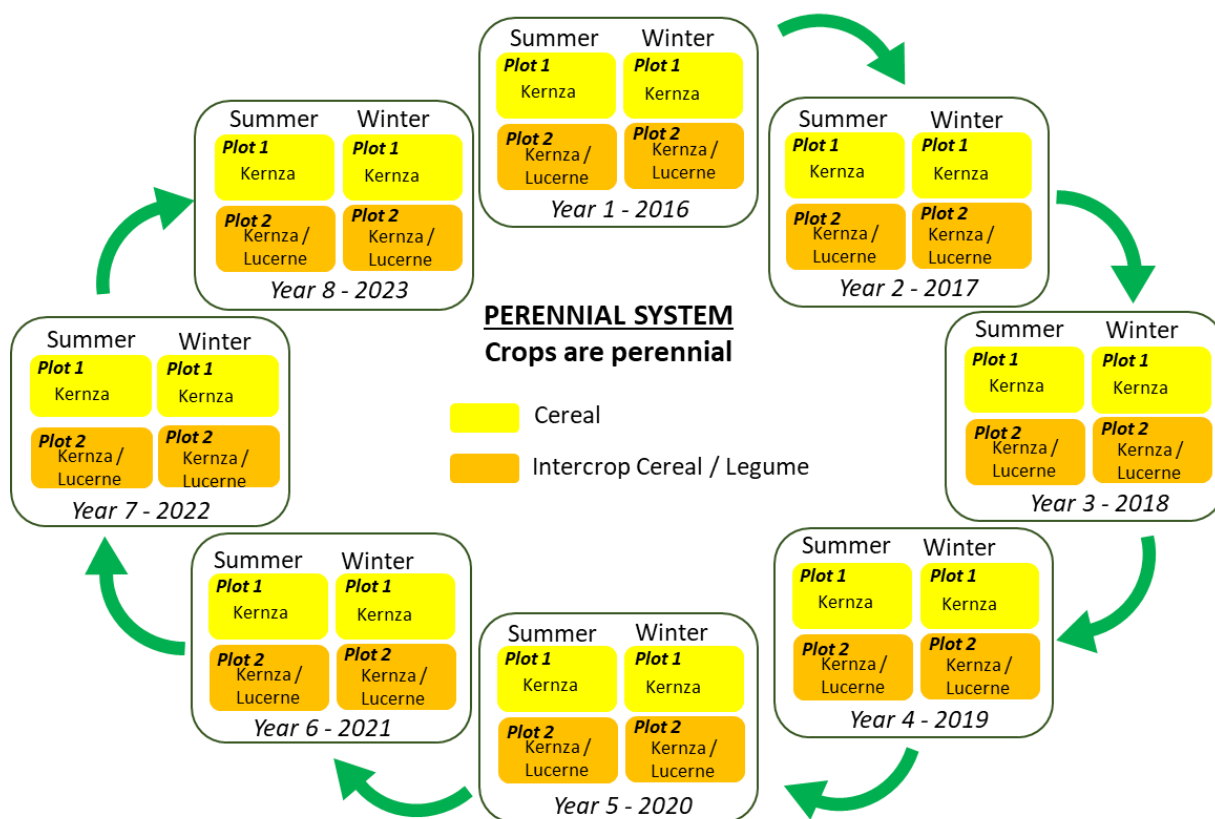 Summer Winter
Plot 1 Plot 1
Kernza Kernza
Plot 2 Plot 2
Kernza / Kernza /
Lucerne Lucerne
Year 1 - 2016
Summer Winter
Plot 1 Plot 1
Kernza Kernza
Plot 2 Plot 2
Kernza / Kernza /
Lucerne Lucerne
Year 2 - 2017
Summer Winter
Plot 1 Plot 1
Kernza Kernza
Plot 2 Plot 2
Kernza / Kernza /
Lucerne Lucerne
Year 3 - 2018
Summer Winter
Plot 1 Plot 1
Kernza Kernza
Plot 2 Plot 2
Kernza / Kernza /
Lucerne Lucerne
Year 4 - 2019
Summer Winter
Plot 1 Plot 1
Kernza Kernza
Plot 2 Plot 2
Kernza / Kernza /
Lucerne Lucerne
Year 5 - 2020
Summer Winter
Plot 1 Plot 1
Kernza Kernza
Plot 2 Plot 2
Kernza / Kernza /
Lucerne Lucerne
Year 6 - 2021
Summer Winter
Plot 1 Plot 1
Kernza Kernza
Plot 2 Plot 2
Kernza / Kernza /
Lucerne Lucerne
Year 7 - 2022
Summer Winter
Plot 1 Plot 1
Kernza Kernza
Plot 2 Plot 2
Kernza / Kernza /
Lucerne Lucerne
Year 8 - 2023
PERENNIAL SYSTEM
Crops are perennial
Cereal
Intercrop Cereal / Legume